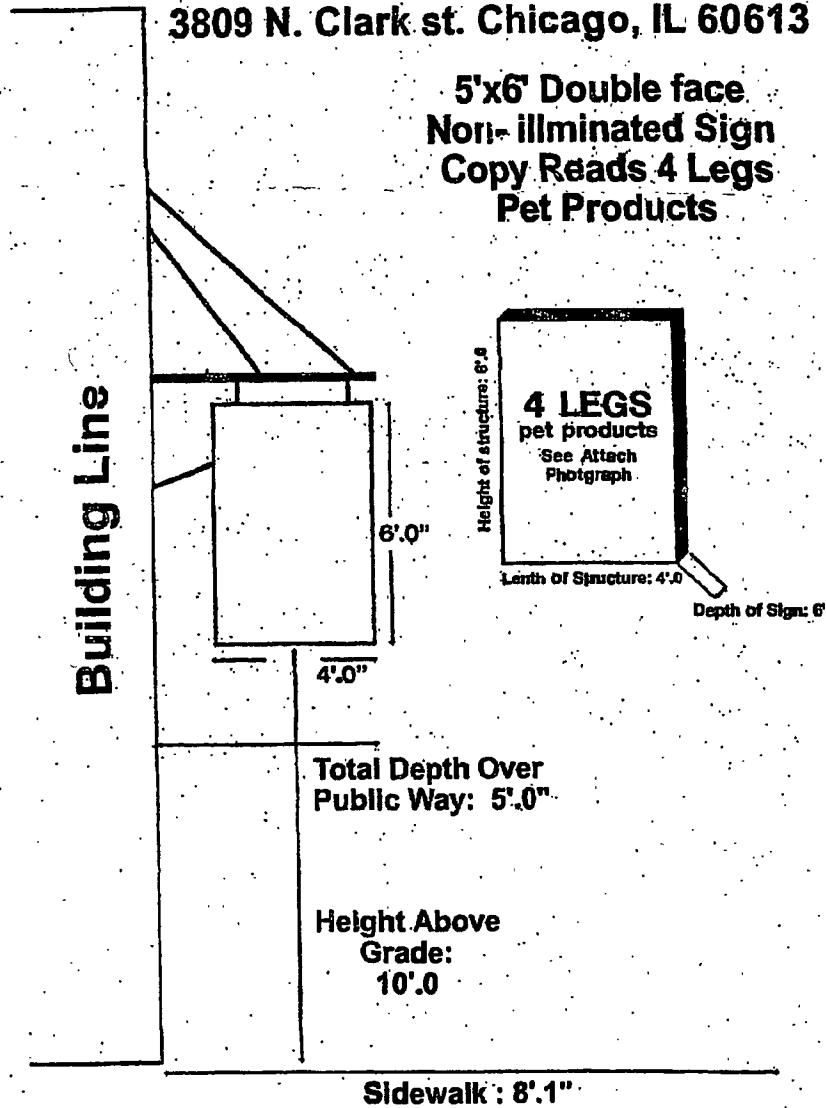 3809 N. Clark st. Chicago, IL 60613
5'x6' Double face
Non- illminated Sign
Copy Reads 4 Legs
Pet Products
Building Line
6'.0"
4'.0"
Height of structure: 6'.0
4 LEGS
pet products
See Attach
Photgraph
Lenth of Structure: 4'.0
Depth of Sign: 6'
Total Depth Over
Public Way: 5'.0"
Height Above
Grade:
10'.0
Sidewalk : 8'.1"